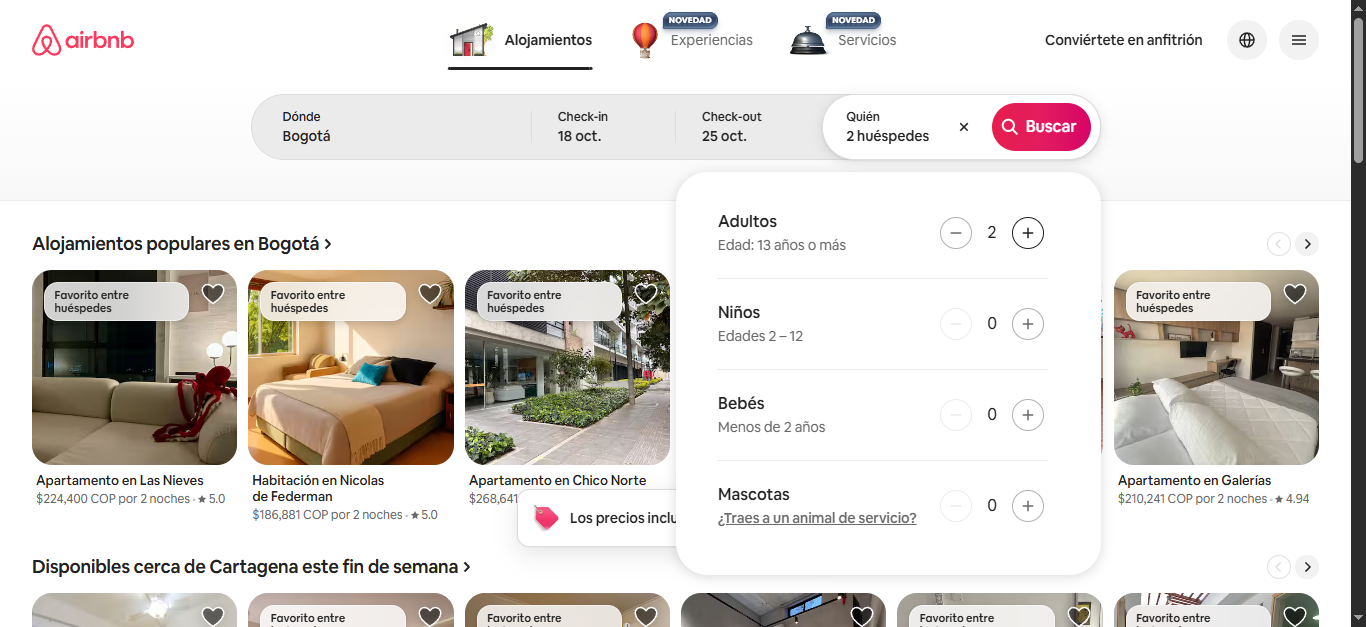 airbnb
Alojamientos
NOVEDAD
Experiencias
NOVEDAD
Servicios
Conviértete en anfitrión
Dónde
Bogotá
Check-in
18 oct.
Check-out
25 oct.
Quién
2 huéspedes
Buscar
Adultos
Edad: 13 años o más
2
Niños
Edades 2 – 12
0
Bebés
Menos de 2 años
0
Mascotas
¿Traes a un animal de servicio?
0
Alojamientos populares en Bogotá
Favorito entre
huéspedes
Favorito entre
huéspedes
Favorito entre
huéspedes
Favorito entre
huéspedes
Apartamento en Las Nieves
$224,400 COP por 2 noches · ★ 5.0
Habitación en Nicolas
de Federman
$186,881 COP por 2 noches · ★ 5.0
Apartamento en Chico Norte
$268,641
Apartamento en Galerías
$210,241 COP por 2 noches · ★ 4.94
Los precios inclu
Disponibles cerca de Cartagena este fin de semana
Favorito entre
Favorito entre
Favorito entre
Favorito entre